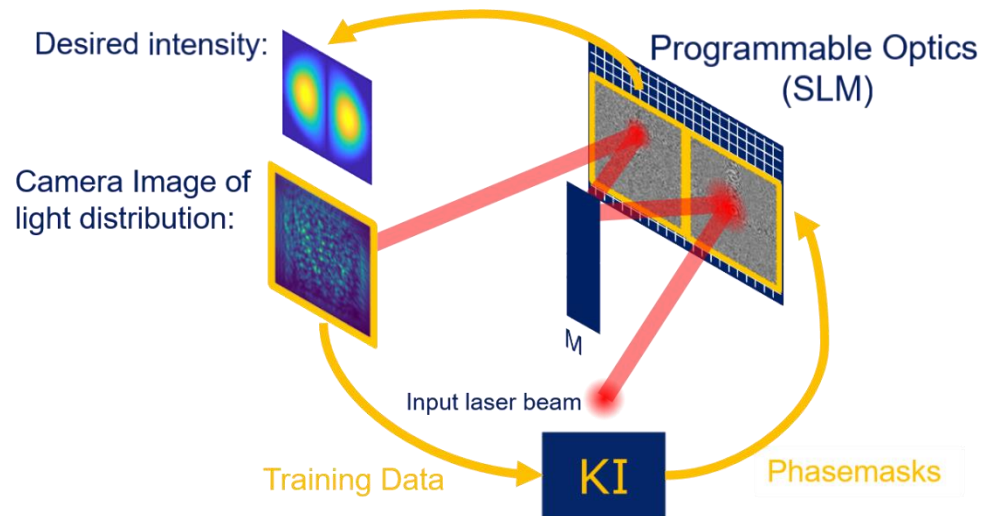 Desired intensity:
Programmable Optics
(SLM)
Camera Image of
light distribution:
M
Input laser beam
KI
Training Data
Phasemasks